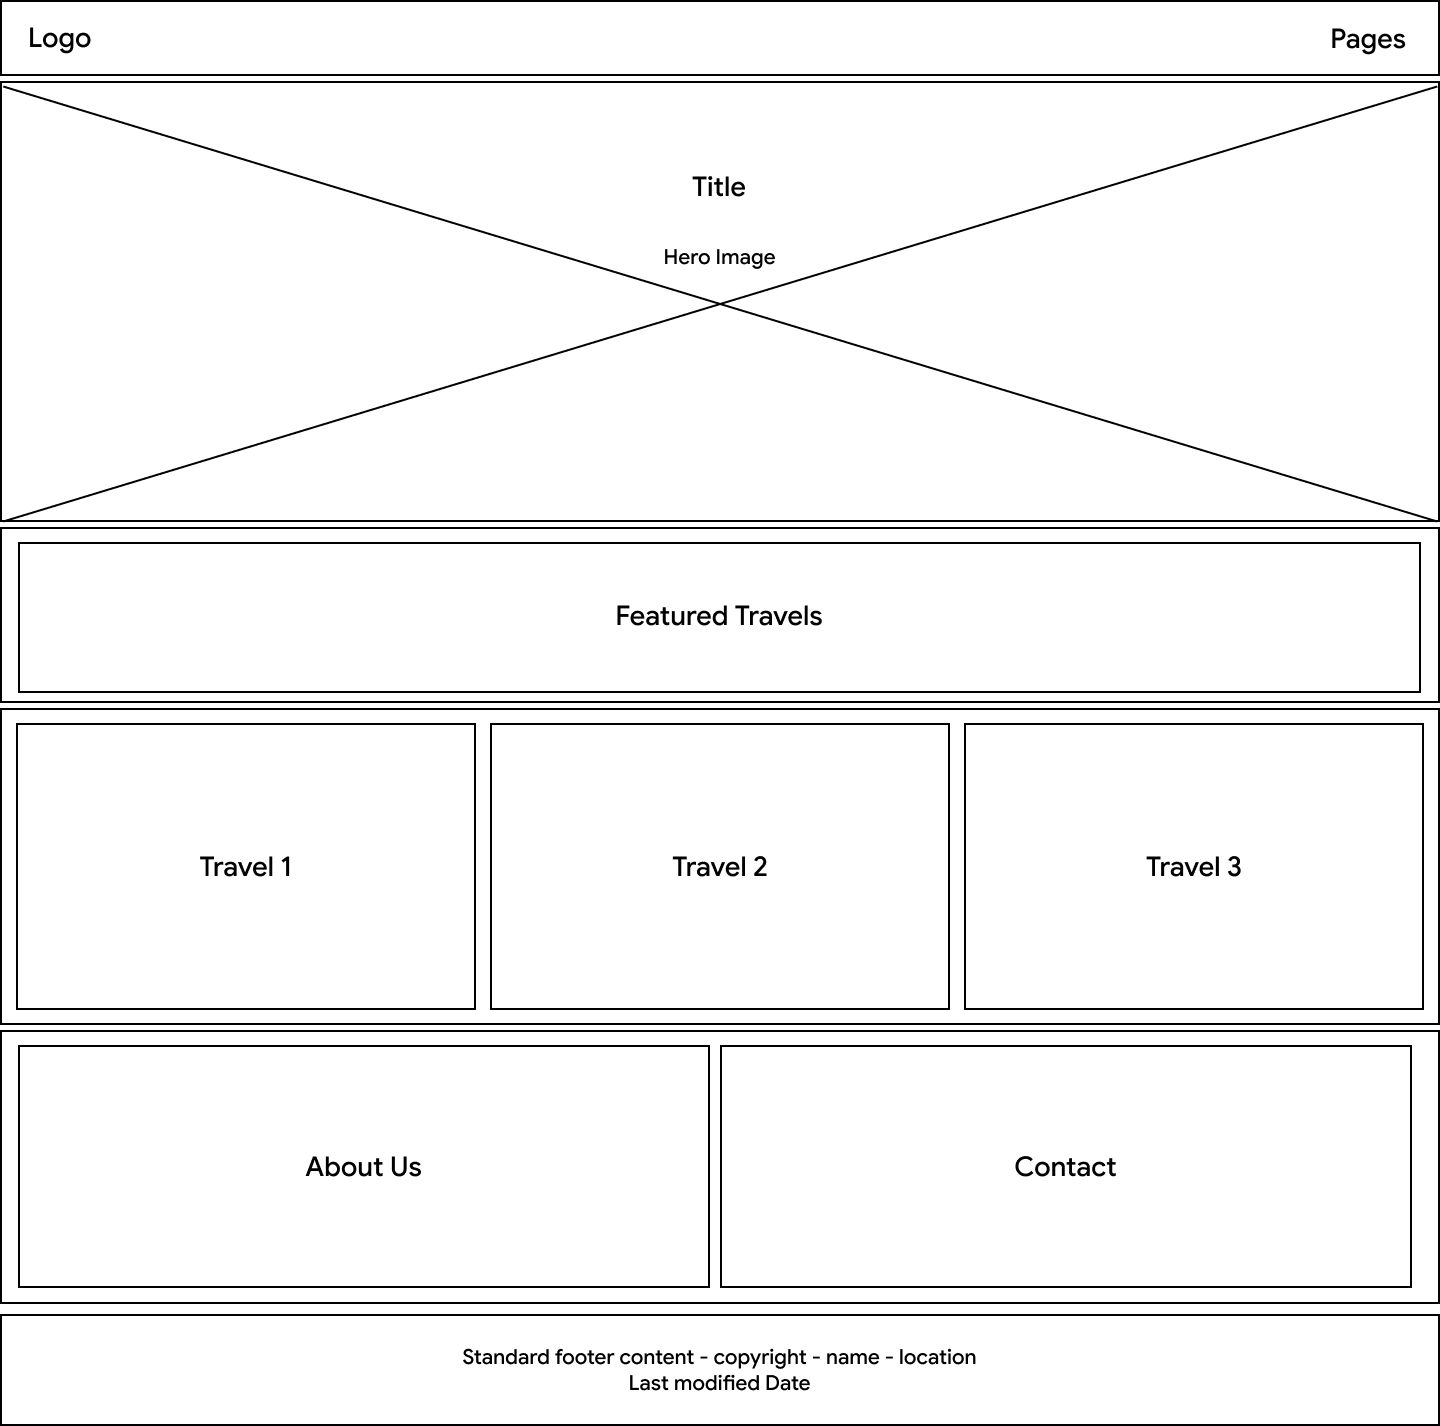 Logo
Pages
Title
Hero Image
Featured Travels
Travel 1
Travel 2
Travel 3
About Us
Contact
Standard footer content - copyright - name - location
Last modified Date